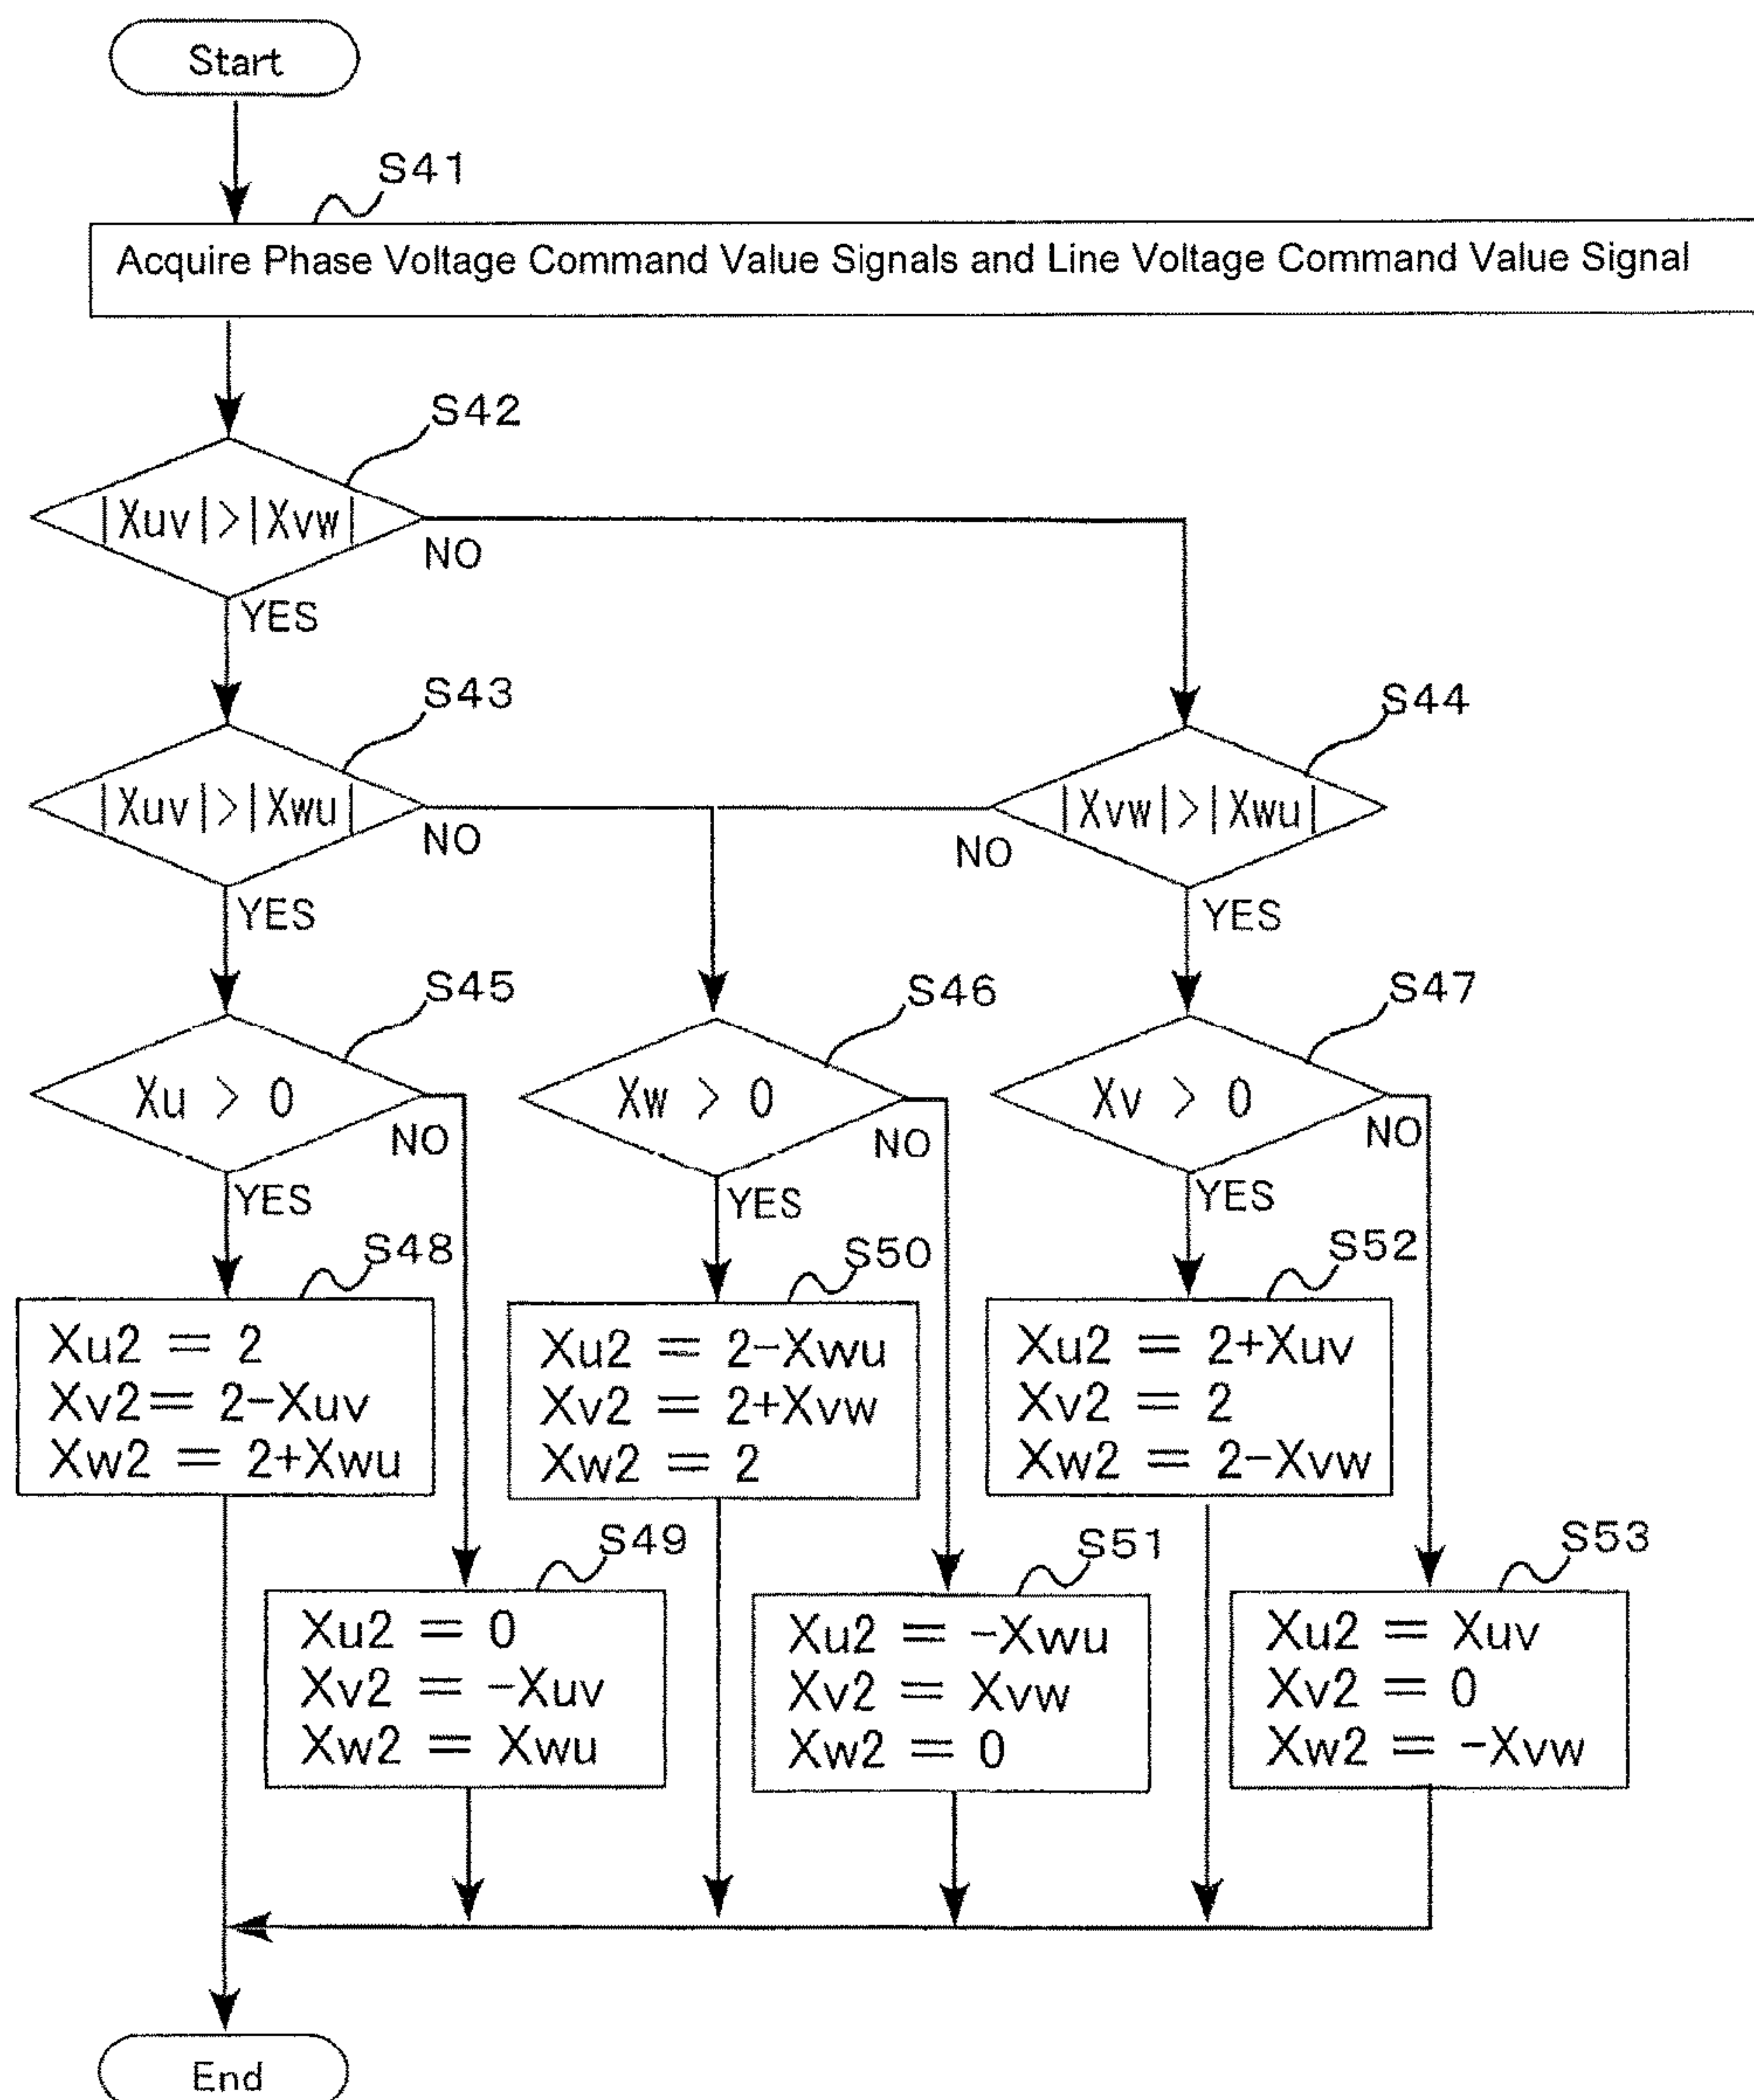 Start
S41
Acquire Phase Voltage Command Value Signals and Line Voltage Command Value Signal
S42
|Xuv|>|Xvw|
NO
YES
S43
|Xuv|>|Xwu|
NO
YES
S44
|Xvw|>|Xwu|
NO
YES
S45
Xu > 0
NO
YES
S46
Xw > 0
NO
YES
S47
Xv > 0
NO
YES
S48
Xu2 = 2
Xv2= 2-Xuv
Xw2 = 2+Xwu
S50
Xu2 = 2-Xwu
Xv2 = 2+Xvw
Xw2 = 2
S52
Xu2 = 2+Xuv
Xv2 = 2
Xw2 = 2-Xvw
S49
Xu2 = 0
Xv2 = -Xuv
Xw2 = Xwu
S51
Xu2 = -Xwu
Xv2 = Xvw
Xw2 = 0
S53
Xu2 = Xuv
Xv2 = 0
Xw2 = -Xvw
End